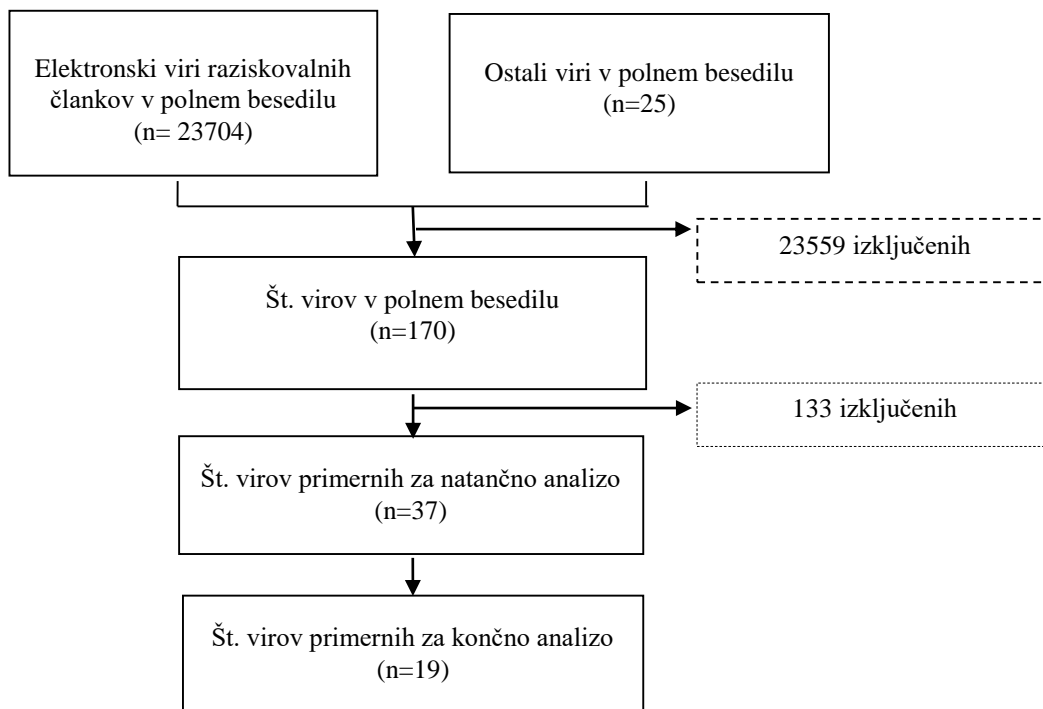 Elektronski viri raziskovalnih
člankov v polnem besedilu
(n= 23704)
Ostali viri v polnem besedilu
(n=25)
23559 izključenih
Št. virov v polnem besedilu
(n=170)
133 izključenih
Št. virov primernih za natančno analizo
(n=37)
Št. virov primernih za končno analizo
(n=19)